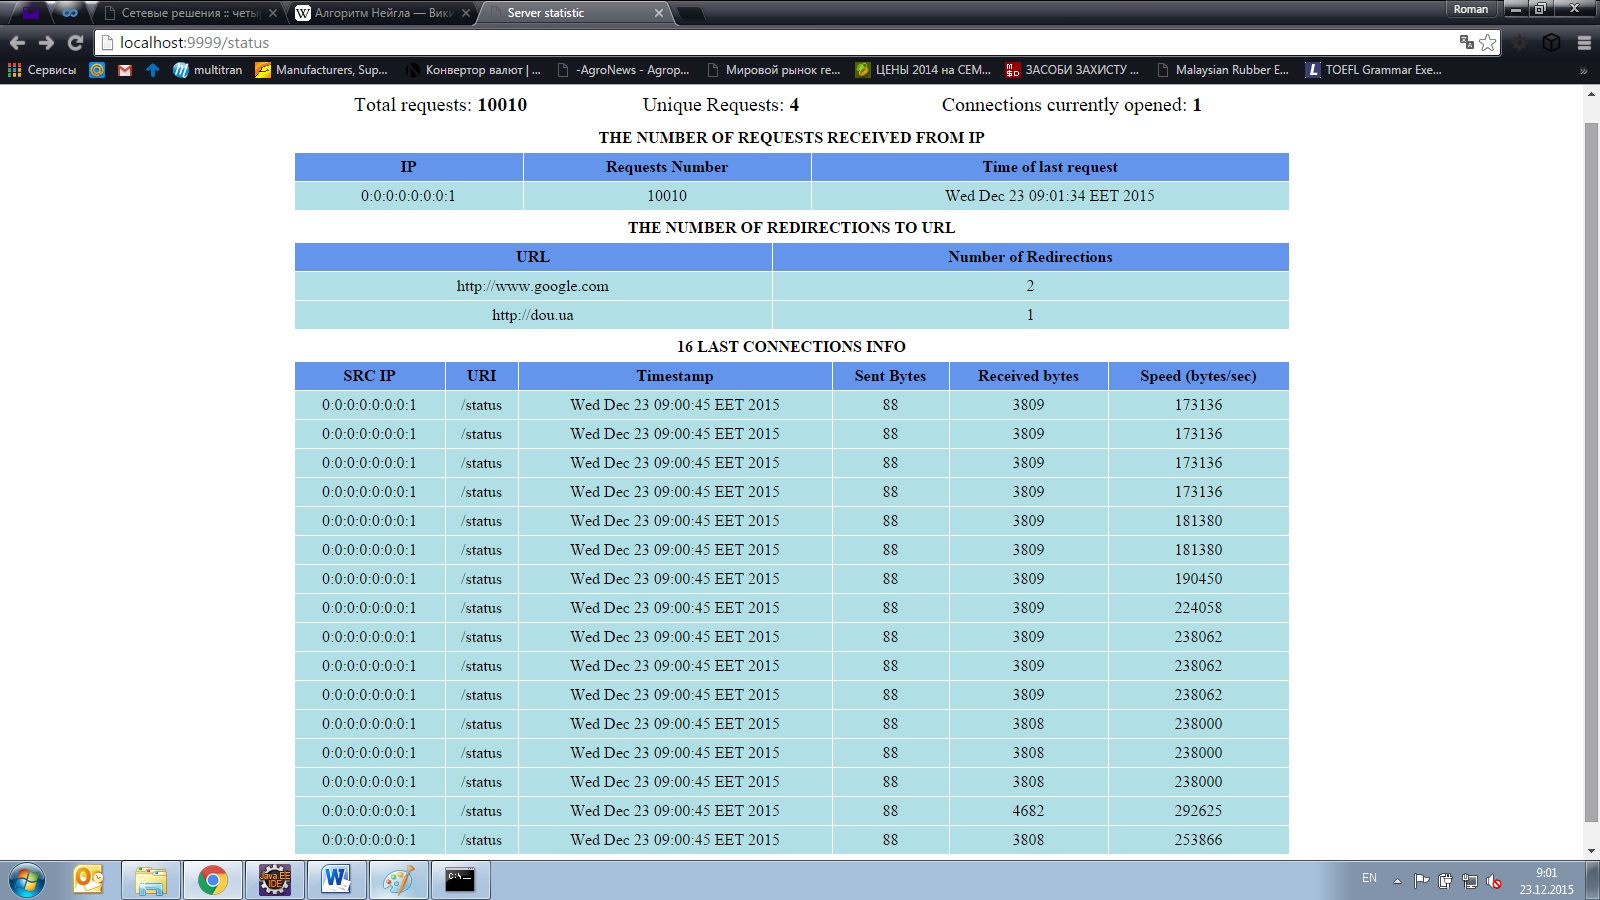 Сетевые решения :: четы
Алгоритм Нейгла — Вики
Server statistic
Roman
localhost:9999/status
Сервисы
multitran
Manufacturers, Sup...
Конвертор валют | ...
-AgroNews - Agrop...
Мировой рынок ге...
ЦЕНЫ 2014 на СЕМ...
ЗАСОБИ ЗАХИСТУ ...
Malaysian Rubber E...
TOEFL Grammar Exe...
Total requests: 10010 Unique Requests: 4 Connections currently opened: 1
THE NUMBER OF REQUESTS RECEIVED FROM IP
IP Requests Number Time of last request
0:0:0:0:0:0:0:1 10010 Wed Dec 23 09:01:34 EET 2015
THE NUMBER OF REDIRECTIONS TO URL
URL Number of Redirections
http://www.google.com 2
http://dou.ua 1
16 LAST CONNECTIONS INFO
SRC IP URI Timestamp Sent Bytes Received bytes Speed (bytes/sec)
0:0:0:0:0:0:0:1 /status Wed Dec 23 09:00:45 EET 2015 88 3809 173136
0:0:0:0:0:0:0:1 /status Wed Dec 23 09:00:45 EET 2015 88 3809 173136
0:0:0:0:0:0:0:1 /status Wed Dec 23 09:00:45 EET 2015 88 3809 173136
0:0:0:0:0:0:0:1 /status Wed Dec 23 09:00:45 EET 2015 88 3809 173136
0:0:0:0:0:0:0:1 /status Wed Dec 23 09:00:45 EET 2015 88 3809 181380
0:0:0:0:0:0:0:1 /status Wed Dec 23 09:00:45 EET 2015 88 3809 181380
0:0:0:0:0:0:0:1 /status Wed Dec 23 09:00:45 EET 2015 88 3809 190450
0:0:0:0:0:0:0:1 /status Wed Dec 23 09:00:45 EET 2015 88 3809 224058
0:0:0:0:0:0:0:1 /status Wed Dec 23 09:00:45 EET 2015 88 3809 238062
0:0:0:0:0:0:0:1 /status Wed Dec 23 09:00:45 EET 2015 88 3809 238062
0:0:0:0:0:0:0:1 /status Wed Dec 23 09:00:45 EET 2015 88 3809 238062
0:0:0:0:0:0:0:1 /status Wed Dec 23 09:00:45 EET 2015 88 3808 238000
0:0:0:0:0:0:0:1 /status Wed Dec 23 09:00:45 EET 2015 88 3808 238000
0:0:0:0:0:0:0:1 /status Wed Dec 23 09:00:45 EET 2015 88 3808 238000
0:0:0:0:0:0:0:1 /status Wed Dec 23 09:00:45 EET 2015 88 4682 292625
0:0:0:0:0:0:0:1 /status Wed Dec 23 09:00:45 EET 2015 88 3808 253866
Java EE
IDE
EN
9:01
23.12.2015